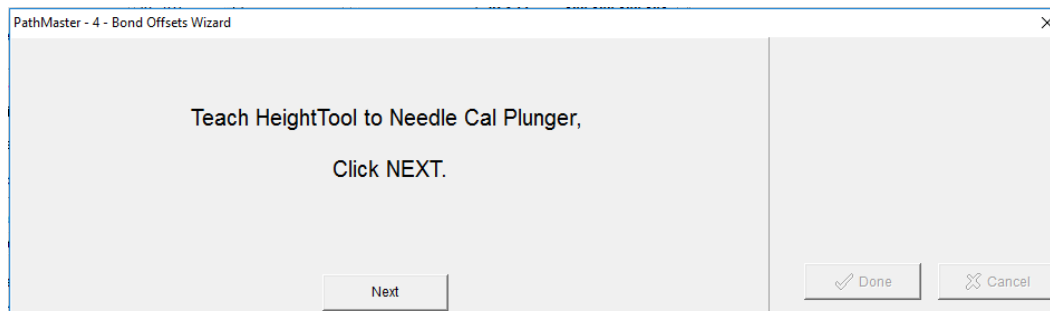 PathMaster - 4 - Bond Offsets Wizard
Teach HeightTool to Needle Cal Plunger,
Click NEXT.
Next
Done
Cancel